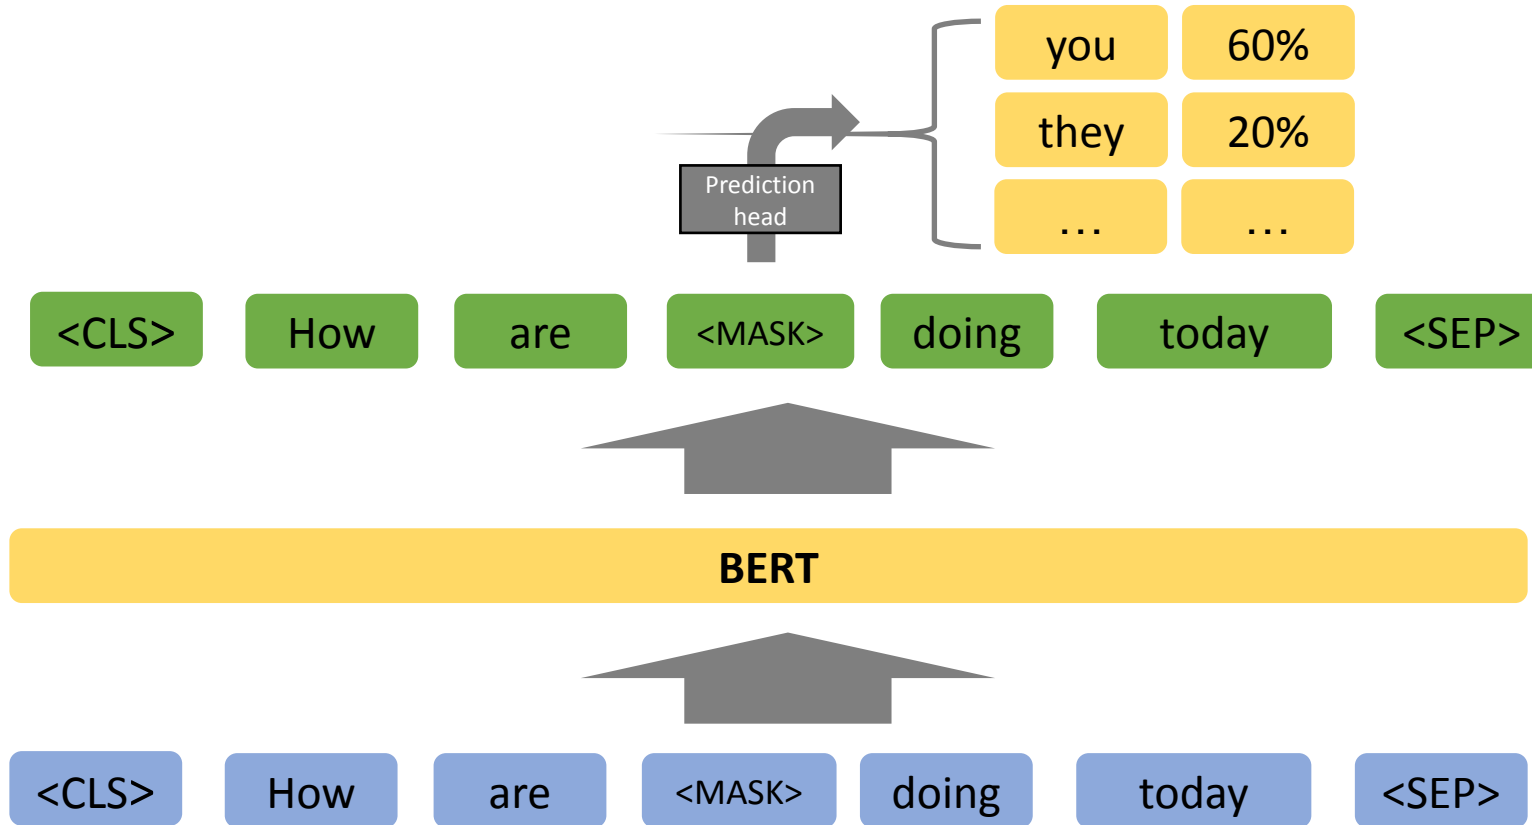 you 60%
they 20%
... ...
Prediction
head
<CLS> How are <MASK> doing today <SEP>
BERT
<CLS> How are <MASK> doing today <SEP>